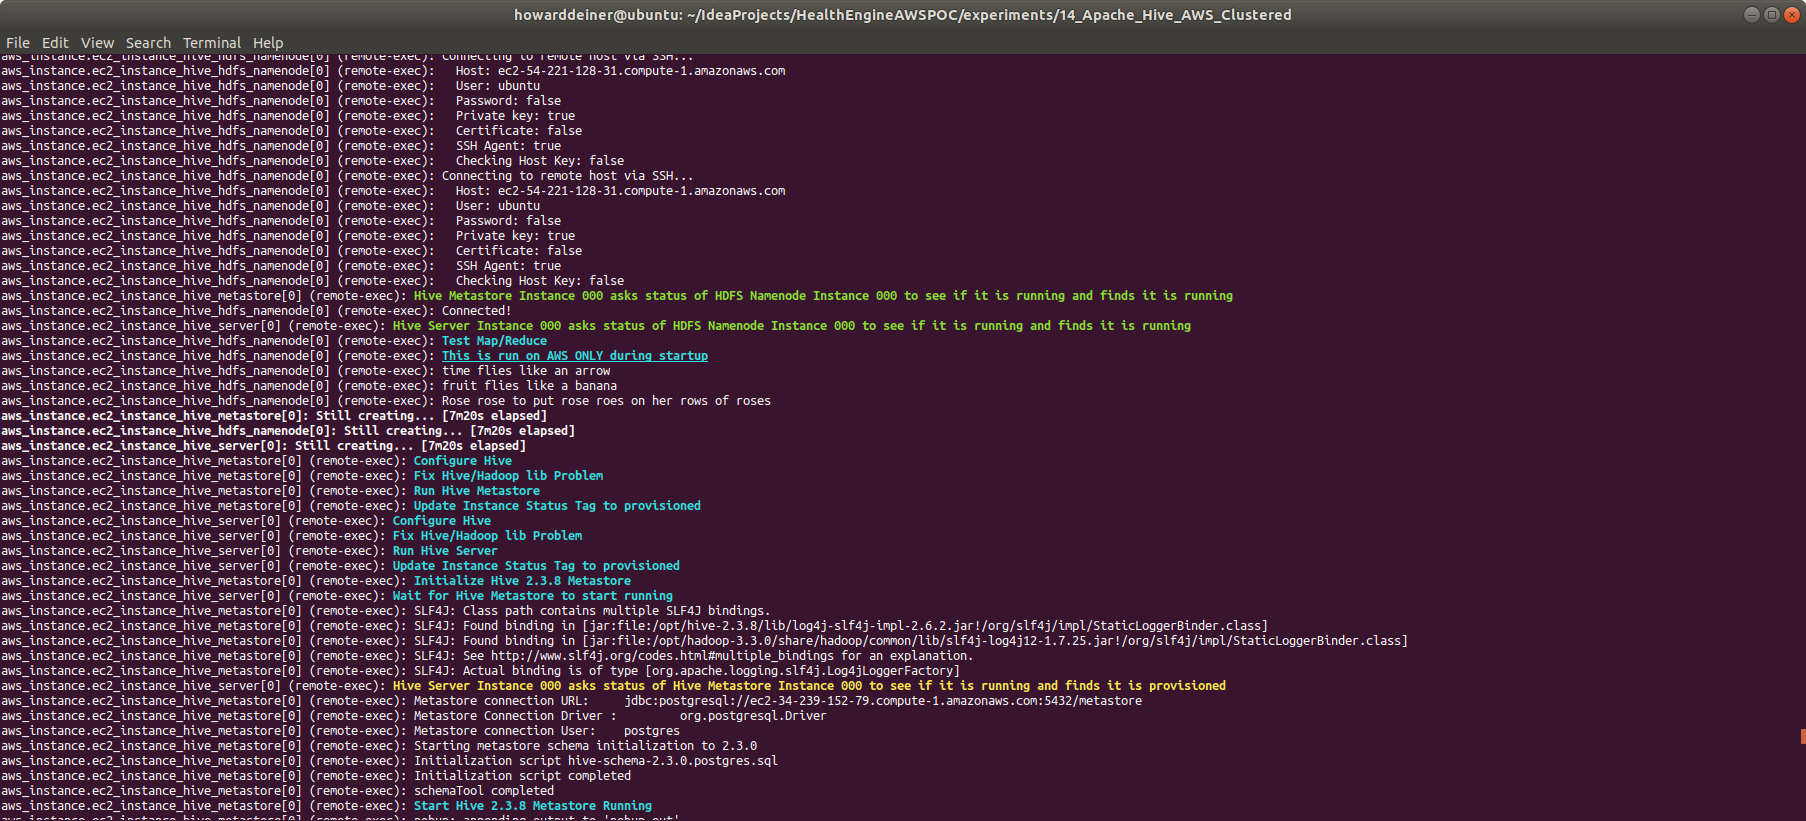 howarddeiner@ubuntu: ~/IdeaProjects/HealthEngineAWSPOC/experiments/14_Apache_Hive_AWS_Clustered
File Edit View Search Terminal Help
aws_instance.ec2_instance_hive_hdfs_namenode[0] (remote-exec): Connecting to remote host via SSH...
aws_instance.ec2_instance_hive_hdfs_namenode[0] (remote-exec):   Host: ec2-54-221-128-31.compute-1.amazonaws.com
aws_instance.ec2_instance_hive_hdfs_namenode[0] (remote-exec):   User: ubuntu
aws_instance.ec2_instance_hive_hdfs_namenode[0] (remote-exec):   Password: false
aws_instance.ec2_instance_hive_hdfs_namenode[0] (remote-exec):   Private key: true
aws_instance.ec2_instance_hive_hdfs_namenode[0] (remote-exec):   Certificate: false
aws_instance.ec2_instance_hive_hdfs_namenode[0] (remote-exec):   SSH Agent: true
aws_instance.ec2_instance_hive_hdfs_namenode[0] (remote-exec):   Checking Host Key: false
aws_instance.ec2_instance_hive_hdfs_namenode[0] (remote-exec): Connecting to remote host via SSH...
aws_instance.ec2_instance_hive_hdfs_namenode[0] (remote-exec):   Host: ec2-54-221-128-31.compute-1.amazonaws.com
aws_instance.ec2_instance_hive_hdfs_namenode[0] (remote-exec):   User: ubuntu
aws_instance.ec2_instance_hive_hdfs_namenode[0] (remote-exec):   Password: false
aws_instance.ec2_instance_hive_hdfs_namenode[0] (remote-exec):   Private key: true
aws_instance.ec2_instance_hive_hdfs_namenode[0] (remote-exec):   Certificate: false
aws_instance.ec2_instance_hive_hdfs_namenode[0] (remote-exec):   SSH Agent: true
aws_instance.ec2_instance_hive_hdfs_namenode[0] (remote-exec):   Checking Host Key: false
aws_instance.ec2_instance_hive_metastore[0] (remote-exec): Hive Metastore Instance 000 asks status of HDFS Namenode Instance 000 to see if it is running and finds it is running
aws_instance.ec2_instance_hive_hdfs_namenode[0] (remote-exec): Connected!
aws_instance.ec2_instance_hive_server[0] (remote-exec): Hive Server Instance 000 asks status of HDFS Namenode Instance 000 to see if it is running and finds it is running
aws_instance.ec2_instance_hive_hdfs_namenode[0] (remote-exec): Test Map/Reduce
aws_instance.ec2_instance_hive_hdfs_namenode[0] (remote-exec): This is run on AWS ONLY during startup
aws_instance.ec2_instance_hive_hdfs_namenode[0] (remote-exec): time flies like an arrow
aws_instance.ec2_instance_hive_hdfs_namenode[0] (remote-exec): fruit flies like a banana
aws_instance.ec2_instance_hive_hdfs_namenode[0] (remote-exec): Rose rose to put rose roes on her rows of roses
aws_instance.ec2_instance_hive_metastore[0]: Still creating... [7m20s elapsed]
aws_instance.ec2_instance_hive_hdfs_namenode[0]: Still creating... [7m20s elapsed]
aws_instance.ec2_instance_hive_server[0]: Still creating... [7m20s elapsed]
aws_instance.ec2_instance_hive_metastore[0] (remote-exec): Configure Hive
aws_instance.ec2_instance_hive_metastore[0] (remote-exec): Fix Hive/Hadoop lib Problem
aws_instance.ec2_instance_hive_metastore[0] (remote-exec): Run Hive Metastore
aws_instance.ec2_instance_hive_metastore[0] (remote-exec): Update Instance Status Tag to provisioned
aws_instance.ec2_instance_hive_server[0] (remote-exec): Configure Hive
aws_instance.ec2_instance_hive_server[0] (remote-exec): Fix Hive/Hadoop lib Problem
aws_instance.ec2_instance_hive_server[0] (remote-exec): Run Hive Server
aws_instance.ec2_instance_hive_server[0] (remote-exec): Update Instance Status Tag to provisioned
aws_instance.ec2_instance_hive_metastore[0] (remote-exec): Initialize Hive 2.3.8 Metastore
aws_instance.ec2_instance_hive_server[0] (remote-exec): Wait for Hive Metastore to start running
aws_instance.ec2_instance_hive_metastore[0] (remote-exec): SLF4J: Class path contains multiple SLF4J bindings.
aws_instance.ec2_instance_hive_metastore[0] (remote-exec): SLF4J: Found binding in [jar:file:/opt/hive-2.3.8/lib/log4j-slf4j-impl-2.6.2.jar!/org/slf4j/impl/StaticLoggerBinder.class]
aws_instance.ec2_instance_hive_metastore[0] (remote-exec): SLF4J: Found binding in [jar:file:/opt/hadoop-3.3.0/share/hadoop/common/lib/slf4j-log4j12-1.7.25.jar!/org/slf4j/impl/StaticLoggerBinder.class]
aws_instance.ec2_instance_hive_metastore[0] (remote-exec): SLF4J: See http://www.slf4j.org/codes.html#multiple_bindings for an explanation.
aws_instance.ec2_instance_hive_metastore[0] (remote-exec): SLF4J: Actual binding is of type [org.apache.logging.slf4j.Log4jLoggerFactory]
aws_instance.ec2_instance_hive_server[0] (remote-exec): Hive Server Instance 000 asks status of Hive Metastore Instance 000 to see if it is running and finds it is provisioned
aws_instance.ec2_instance_hive_metastore[0] (remote-exec): Metastore connection URL:     jdbc:postgresql://ec2-34-239-152-79.compute-1.amazonaws.com:5432/metastore
aws_instance.ec2_instance_hive_metastore[0] (remote-exec): Metastore Connection Driver :         org.postgresql.Driver
aws_instance.ec2_instance_hive_metastore[0] (remote-exec): Metastore connection User:    postgres
aws_instance.ec2_instance_hive_metastore[0] (remote-exec): Starting metastore schema initialization to 2.3.0
aws_instance.ec2_instance_hive_metastore[0] (remote-exec): Initialization script hive-schema-2.3.0.postgres.sql
aws_instance.ec2_instance_hive_metastore[0] (remote-exec): Initialization script completed
aws_instance.ec2_instance_hive_metastore[0] (remote-exec): schemaTool completed
aws_instance.ec2_instance_hive_metastore[0] (remote-exec): Start Hive 2.3.8 Metastore Running
aws_instance.ec2_instance_hive_metastore[0] (remote-exec): nohup: appending output to 'nohup.out'